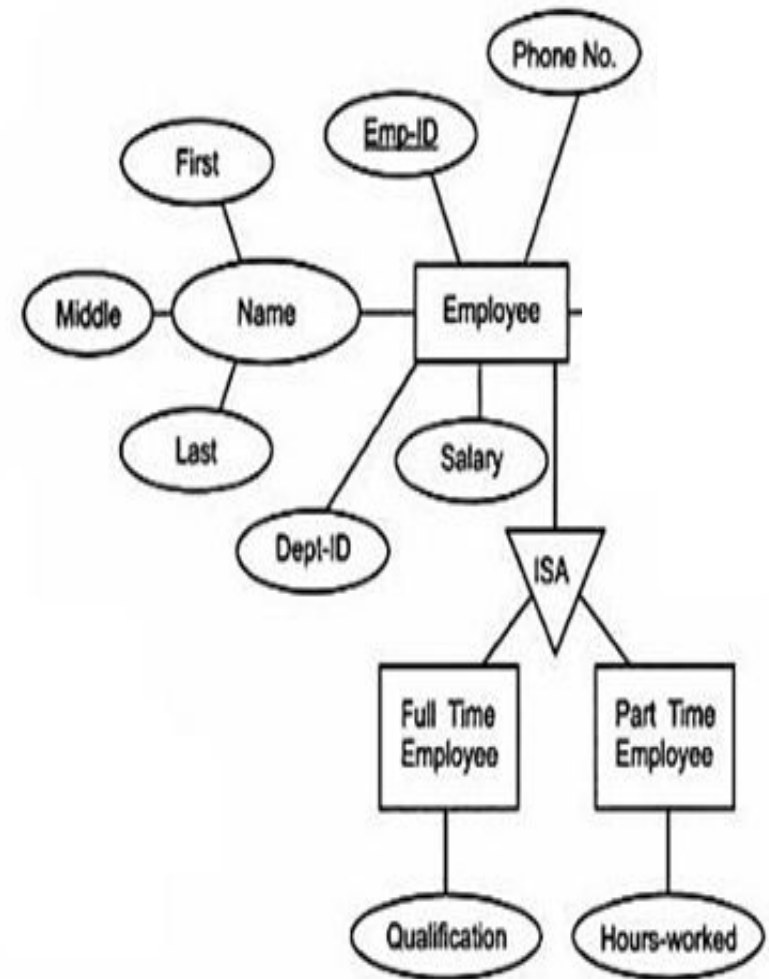 Phone No.
Emp-ID
First
Middle
Name
Employee
Last
Salary
Dept-ID
ISA
Full Time
Employee
Part Time
Employee
Qualification
Hours-worked